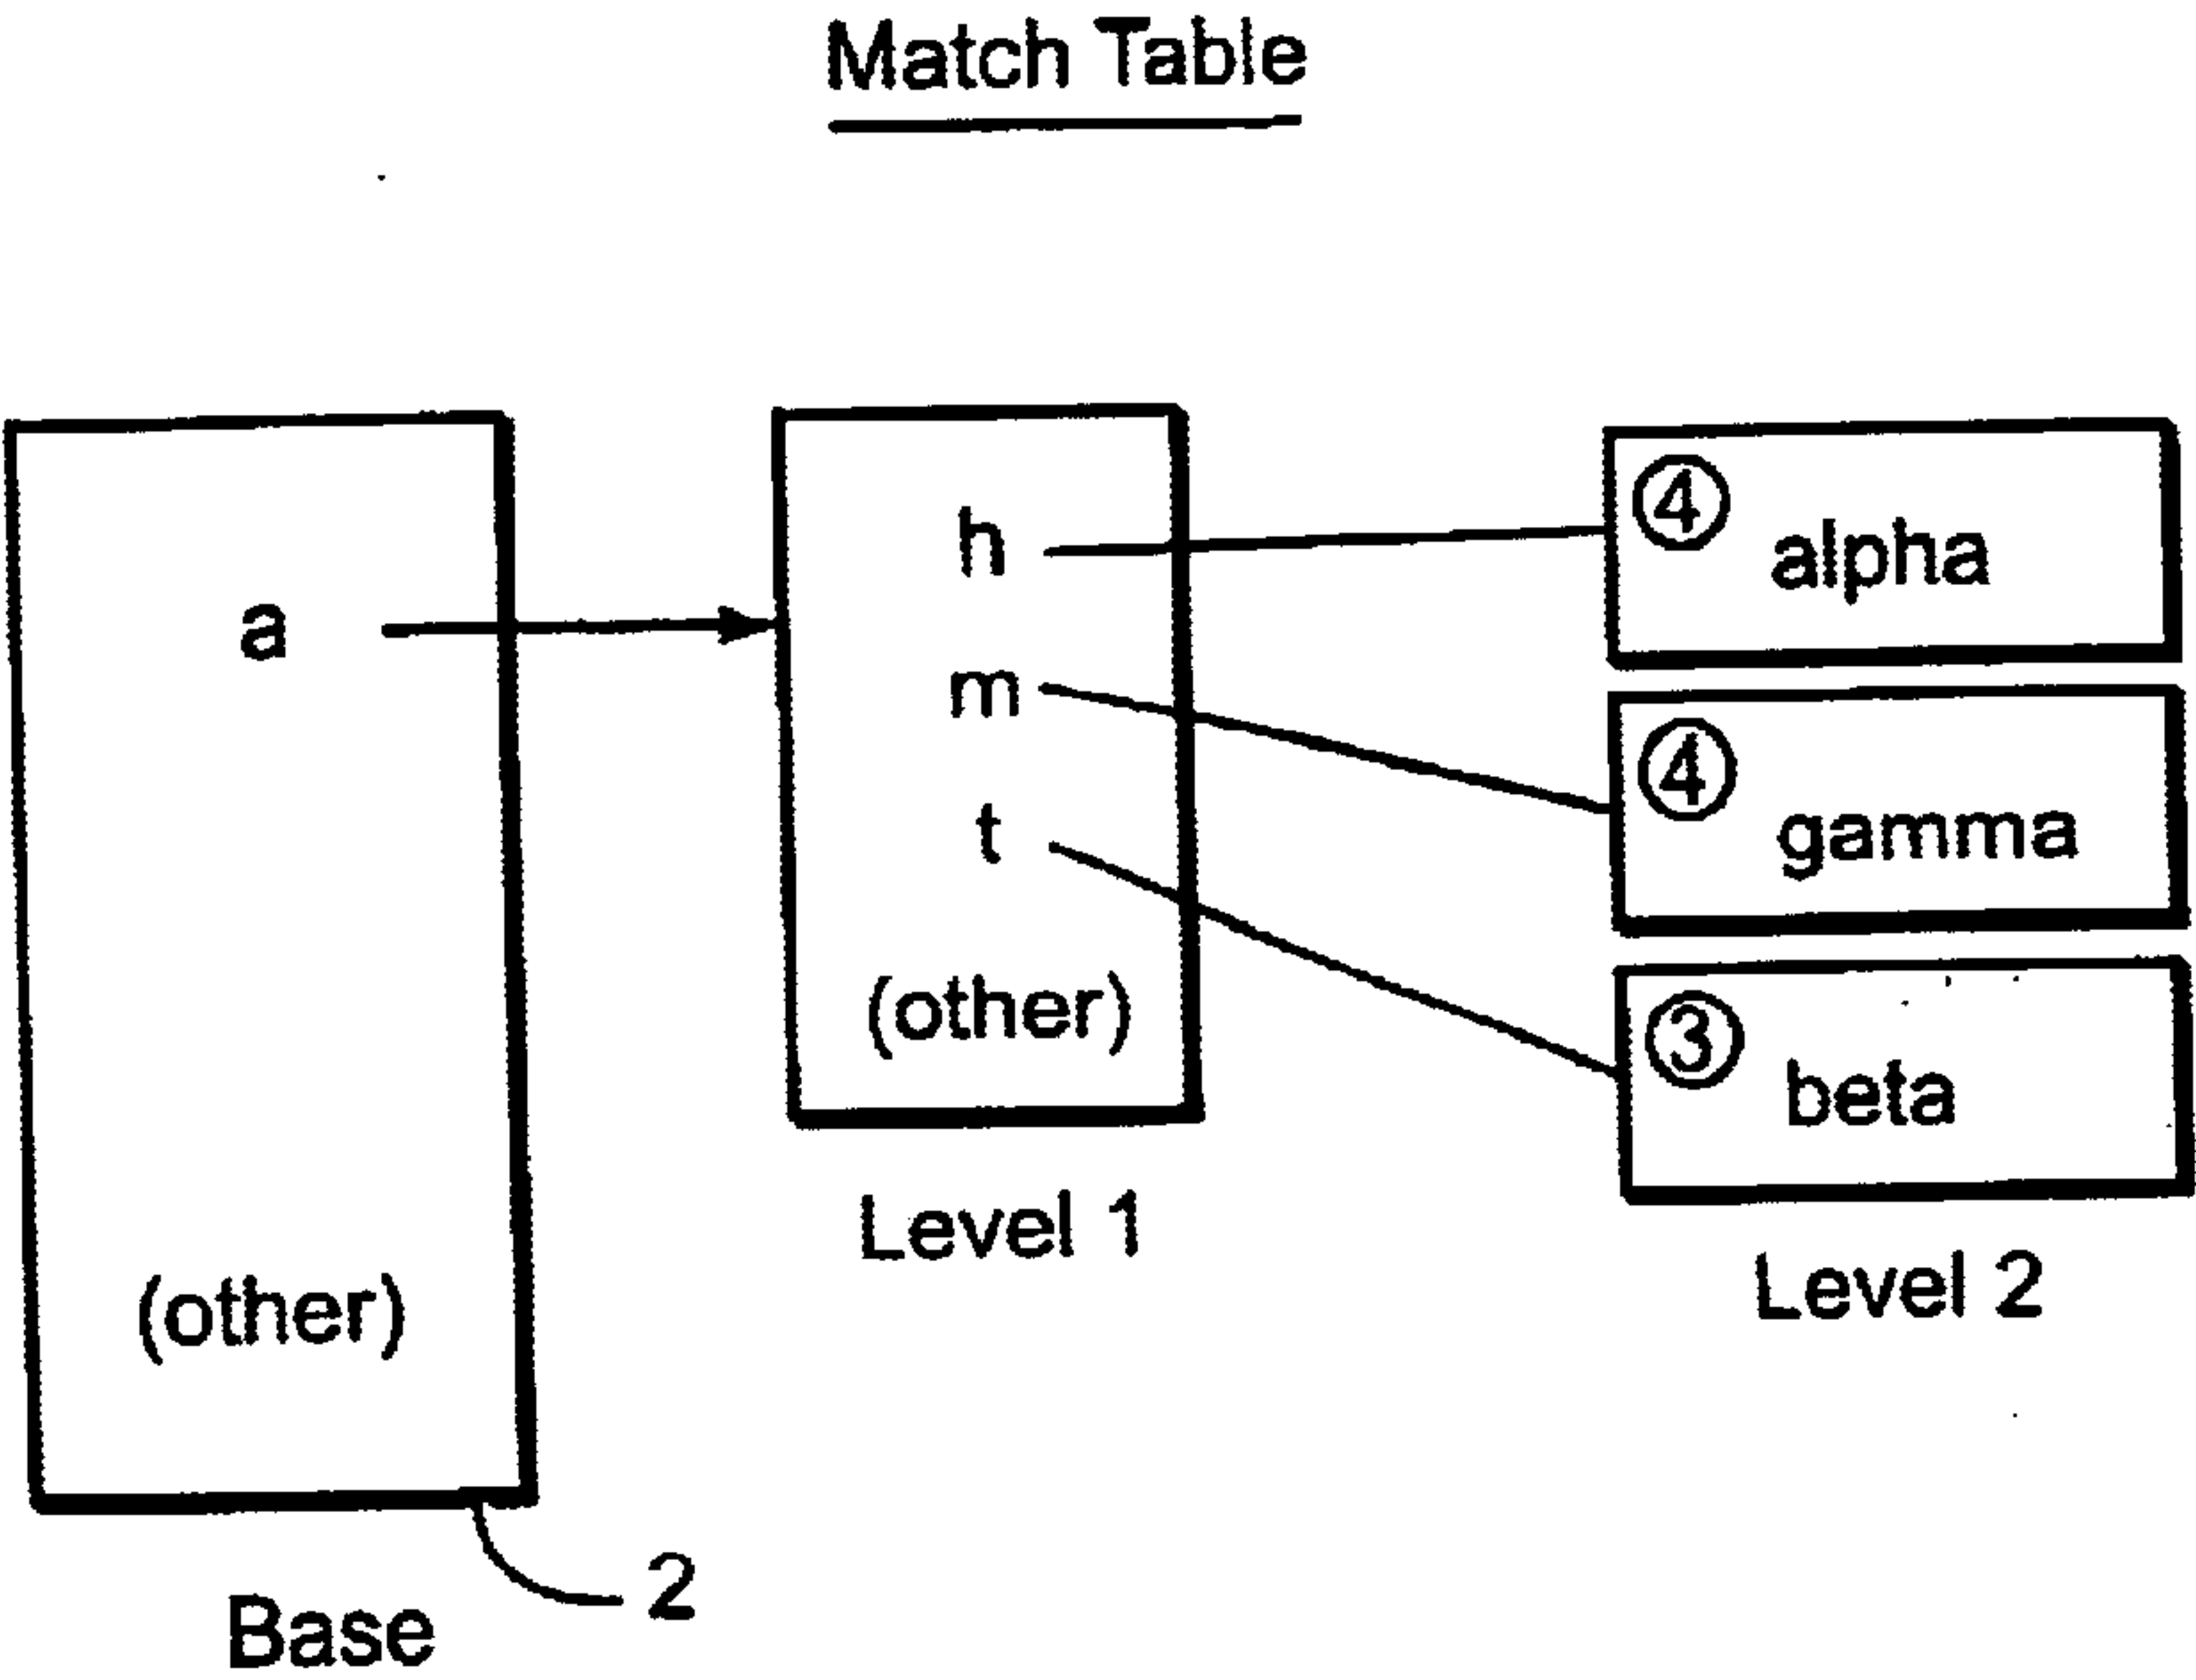 Match Table
a
(other)
2
Base
h
m
t
(other)
Level 1
④
alpha
④
gamma
③
beta
Level 2